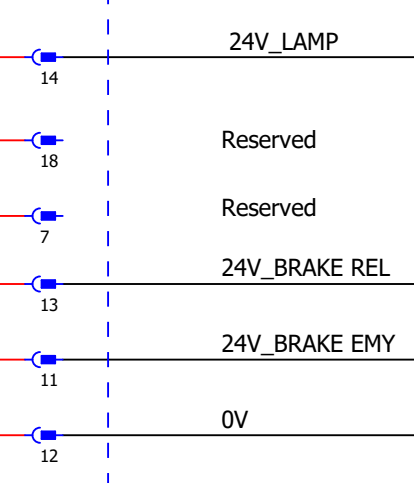 24V_LAMP
14
Reserved
18
Reserved
7
24V_BRAKE REL
13
24V_BRAKE EMY
11
0V
12